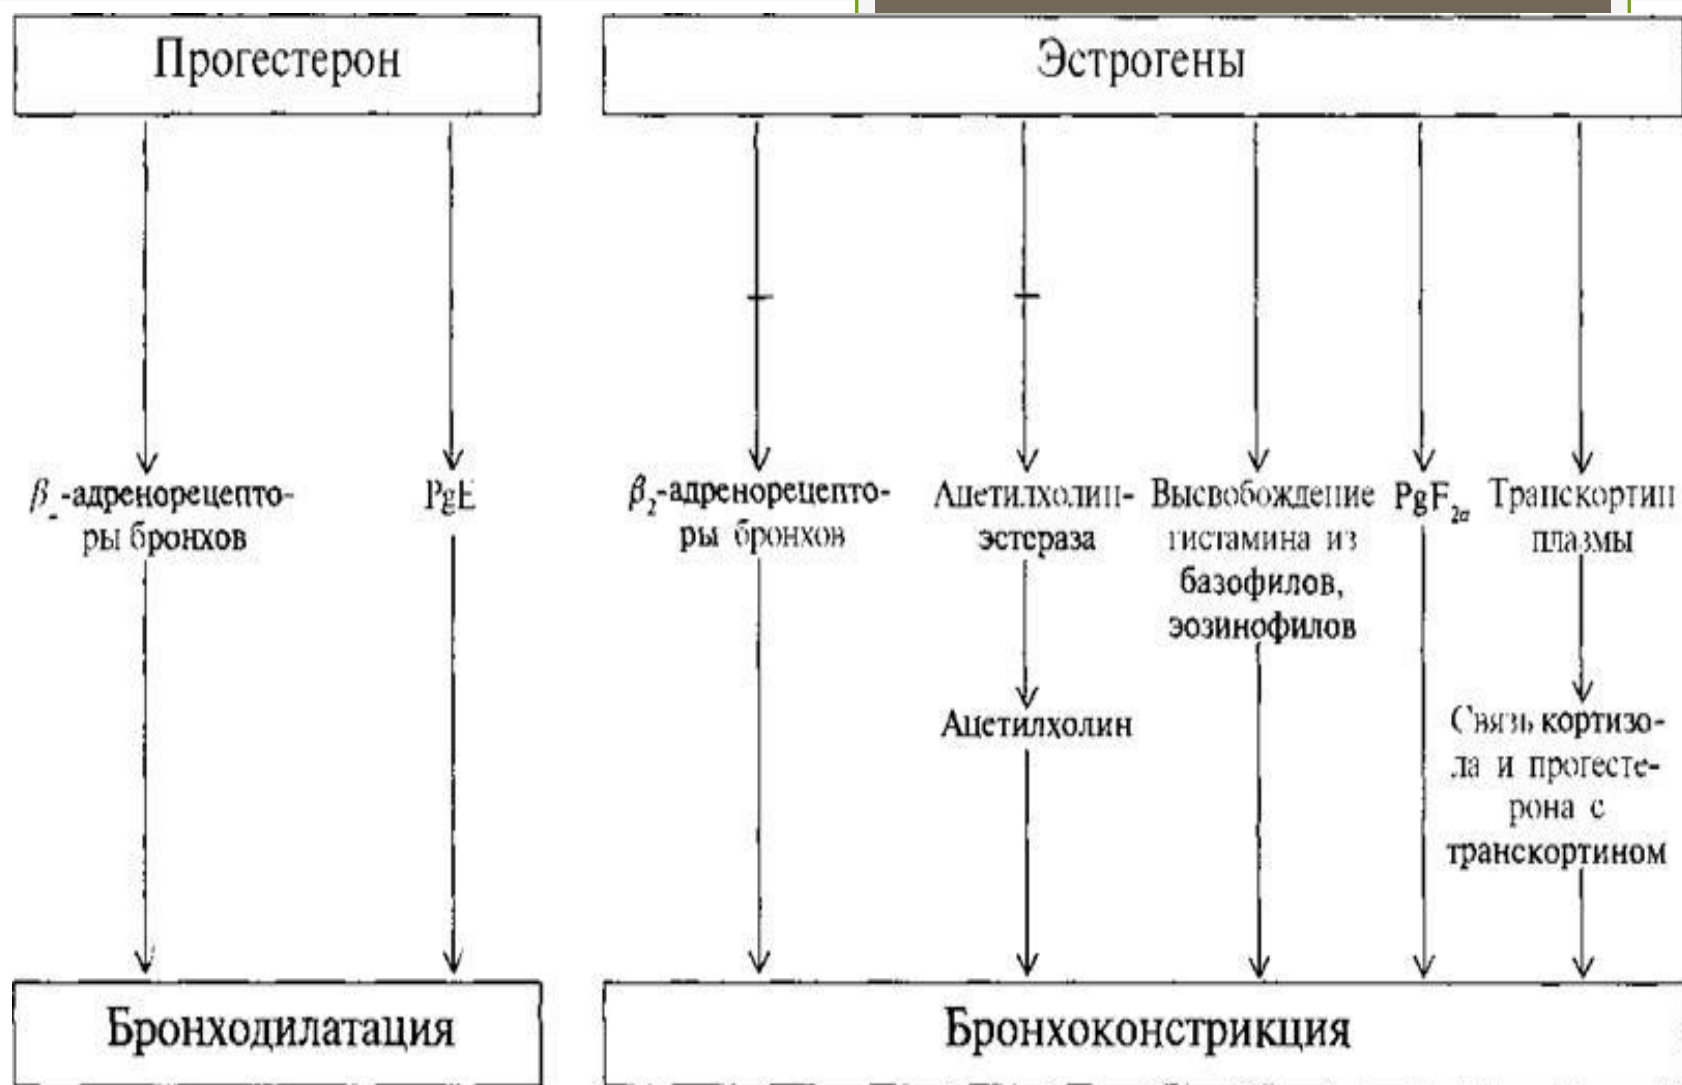 Прогестерон
Эстрогены
β_-адренорецепто-
ры бронхов
PgE
β₂-адренорецепто-
ры бронхов
Ацетилхолин-
эстераза
Ацетилхолин
Высвобождение
гистамина из
базофилов,
эозинофилов
PgF₂α
Транскортин
плазмы
Связь кортизо-
ла и прогесте-
рона с
транскортином
Бронходилатация
Бронхоконстрикция